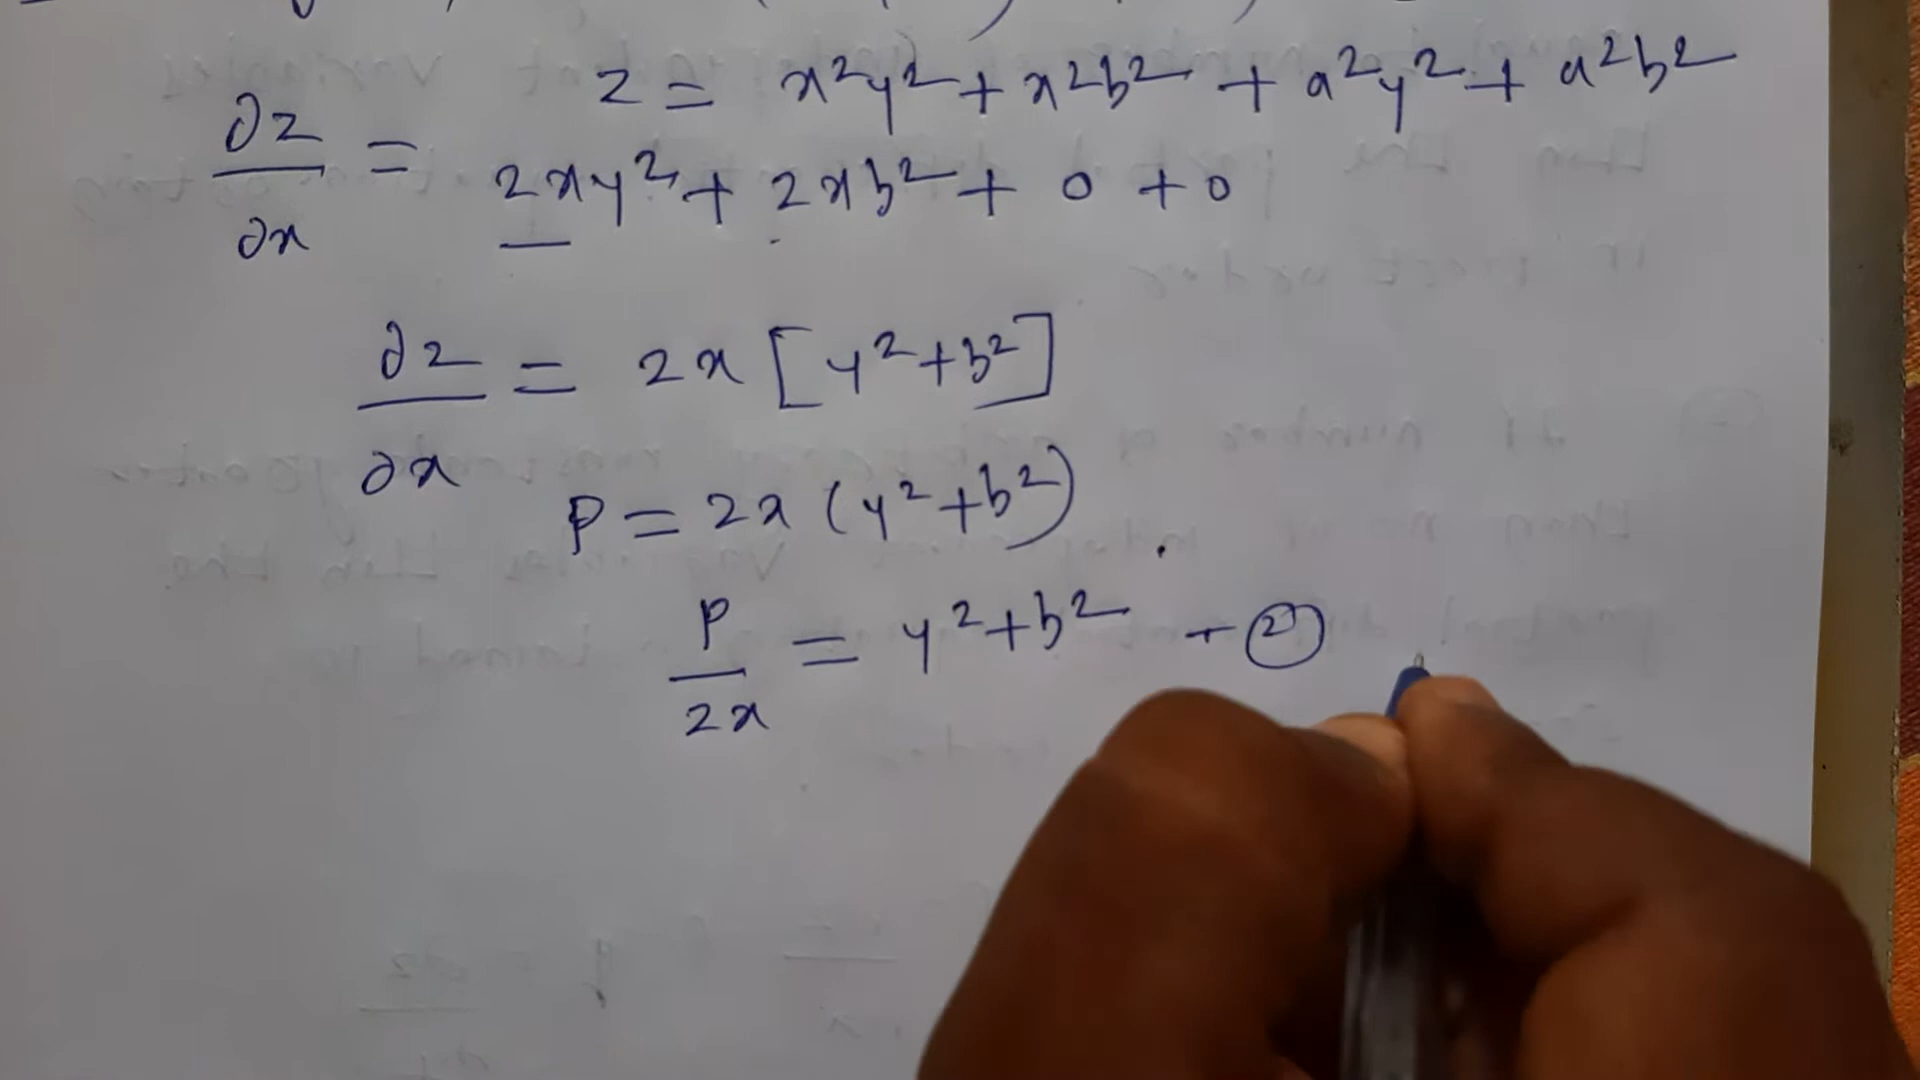 z = x²y² + x²b² + a²y² + a²b²
∂z/∂x = 2xy² + 2xb² + 0 + 0
∂z/∂x = 2x [y² + b²]
p = 2x (y² + b²)
p/2x = y² + b² - ②